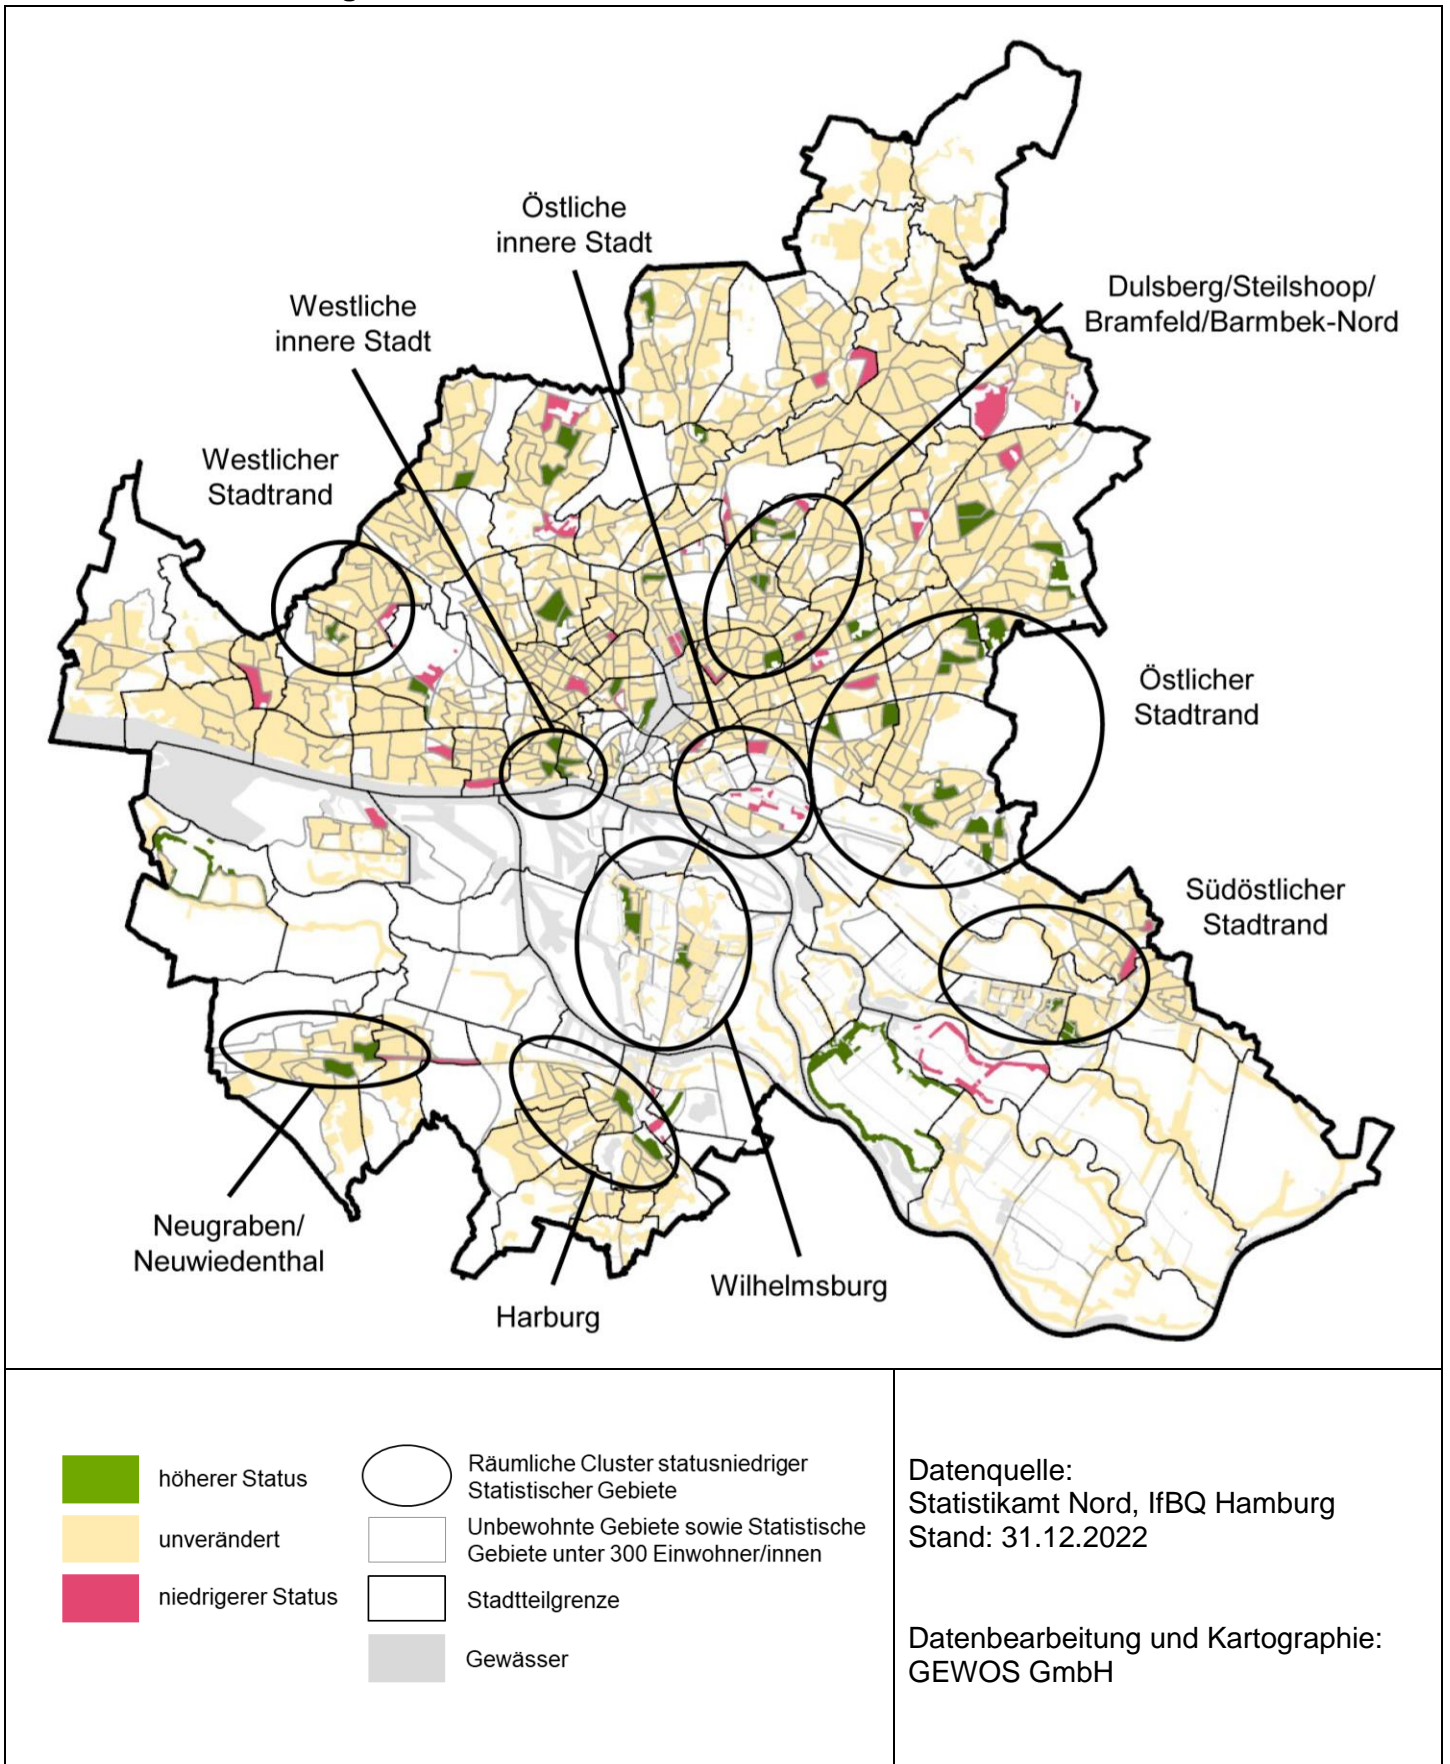 Östliche
innere Stadt
Westliche
innere Stadt
Dulsberg/Steilshoop/
Bramfeld/Barmbek-Nord
Westlicher
Stadtrand
Östlicher
Stadtrand
Südöstlicher
Stadtrand
Neugraben/
Neuwiedenthal
Harburg
Wilhelmsburg
höherer Status
unverändert
niedrigerer Status
Räumliche Cluster statusniedriger
Statistischer Gebiete
Unbewohnte Gebiete sowie Statistische
Gebiete unter 300 Einwohner/innen
Stadtteilgrenze
Gewässer
Datenquelle:
Statistikamt Nord, IfBQ Hamburg
Stand: 31.12.2022
Datenbearbeitung und Kartographie:
GEWOS GmbH